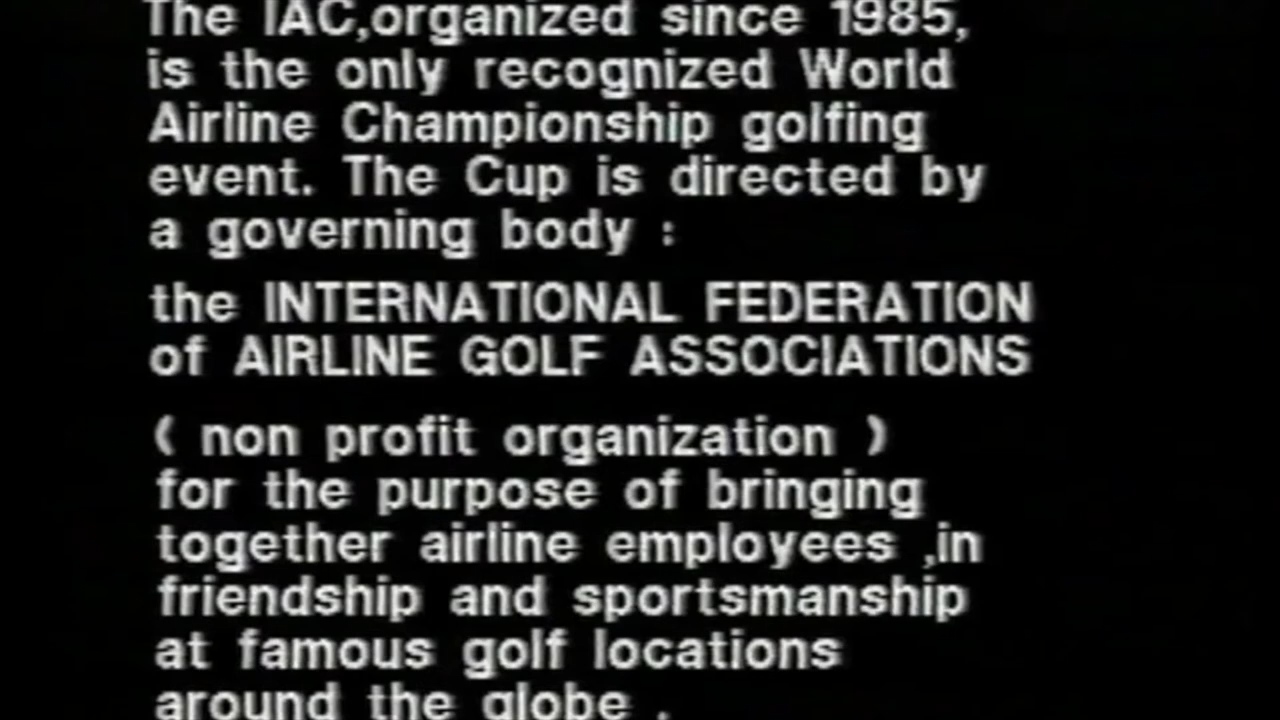 The IAC,organized since 1985,
is the only recognized World
Airline Championship golfing
event. The Cup is directed by
a governing body :
the INTERNATIONAL FEDERATION
of AIRLINE GOLF ASSOCIATIONS
( non profit organization )
for the purpose of bringing
together airline employees ,in
friendship and sportsmanship
at famous golf locations
around the globe .